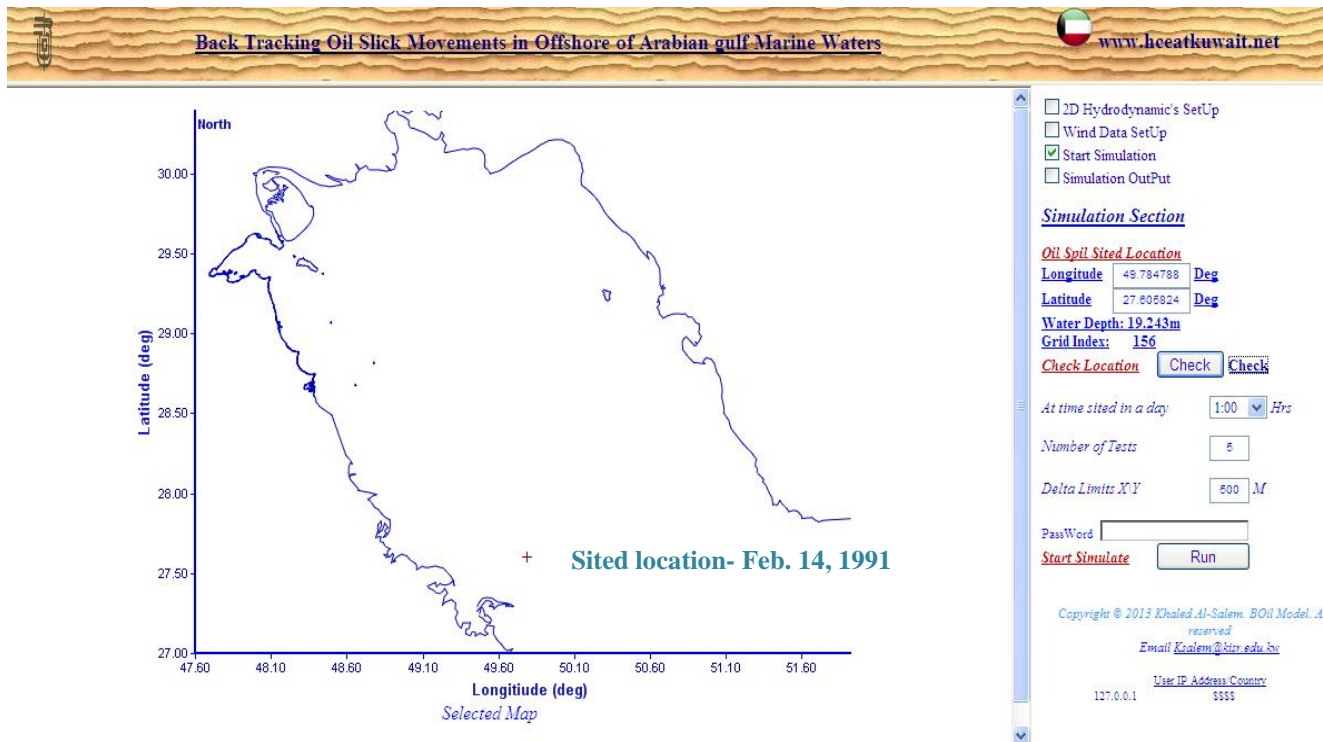 Back Tracking Oil Slick Movements in Offshore of Arabian gulf Marine Waters
www.hceatkuwait.net
North
30.00
29.50
29.00
28.50
28.00
27.50
27.00
47.60 48.10 48.60 49.10 49.60 50.10 50.60 51.10 51.60
Latitude (deg)
Longitiude (deg)
Selected Map
Sited location- Feb. 14, 1991
2D Hydrodynamic's SetUp
Wind Data SetUp
Start Simulation
Simulation OutPut
Simulation Section
Oil Spil Sited Location
Longitude 49.784788 Deg
Latitude 27.605824 Deg
Water Depth: 19.243m
Grid Index: 156
Check Location Check Check
At time sited in a day 1:00 Hrs
Number of Tests 5
Delta Limits X\Y 500 M
PassWord
Start Simulate Run
Copyright © 2013 Khaled Al-Salem. BOil Model. A
reserved
Email Ksalem@kisr.edu.kw
User IP Address/Country
127.0.0.1 $$$$